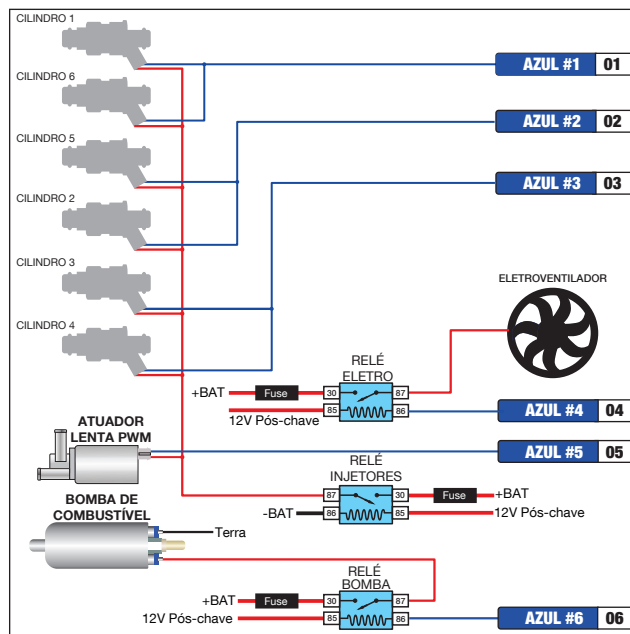 CILINDRO 1
AZUL #1 01
CILINDRO 6
AZUL #2 02
CILINDRO 5
AZUL #3 03
CILINDRO 2
CILINDRO 3
ELETROVENTILADOR
CILINDRO 4
RELÉ
ELETRO
+BAT Fuse 30 87
12V Pós-chave 85 86
AZUL #4 04
ATUADOR
LENTA PWM
AZUL #5 05
RELÉ
INJETORES
87 30 Fuse +BAT
-BAT 86 85 12V Pós-chave
BOMBA DE
COMBUSTÍVEL
Terra
RELÉ
BOMBA
+BAT Fuse 30 87
12V Pós-chave 85 86
AZUL #6 06